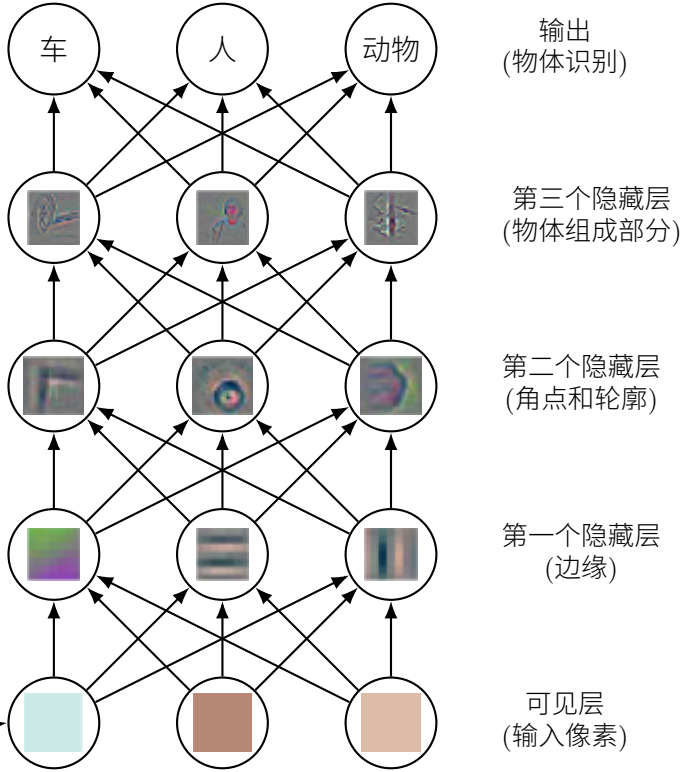 车
人
动物
输出
(物体识别)
第三个隐藏层
(物体组成部分)
第二个隐藏层
(角点和轮廓)
第一个隐藏层
(边缘)
可见层
(输入像素)